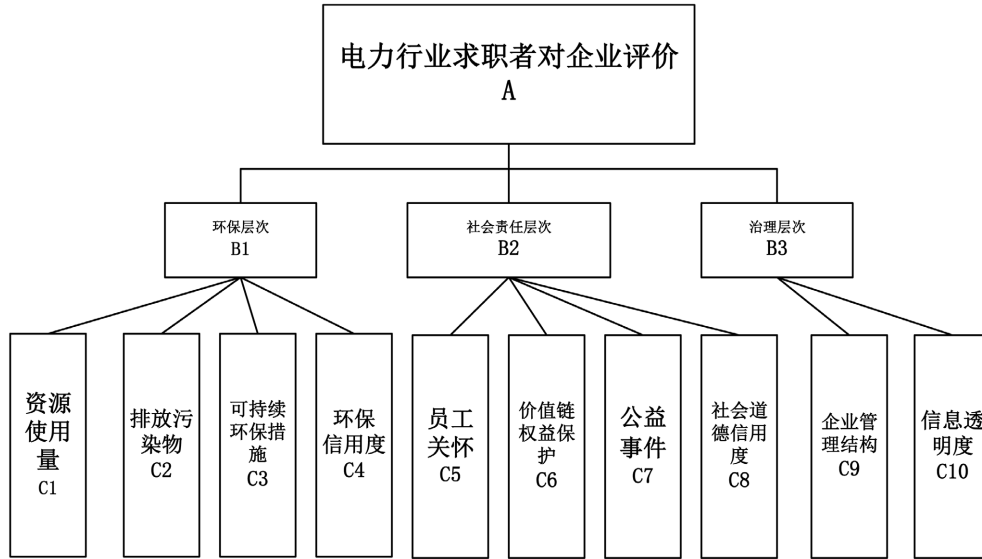 电力行业求职者对企业评价
A
环保层次
B1
社会责任层次
B2
治理层次
B3
资源
使用
量
C1
排放污
染物
C2
可持续
环保措
施
C3
环保
信用度
C4
员工
关怀
C5
价值链
权益保
护
C6
公益
事件
C7
社会道
德信用
度
C8
企业管
理结构
C9
信息透
明度
C10